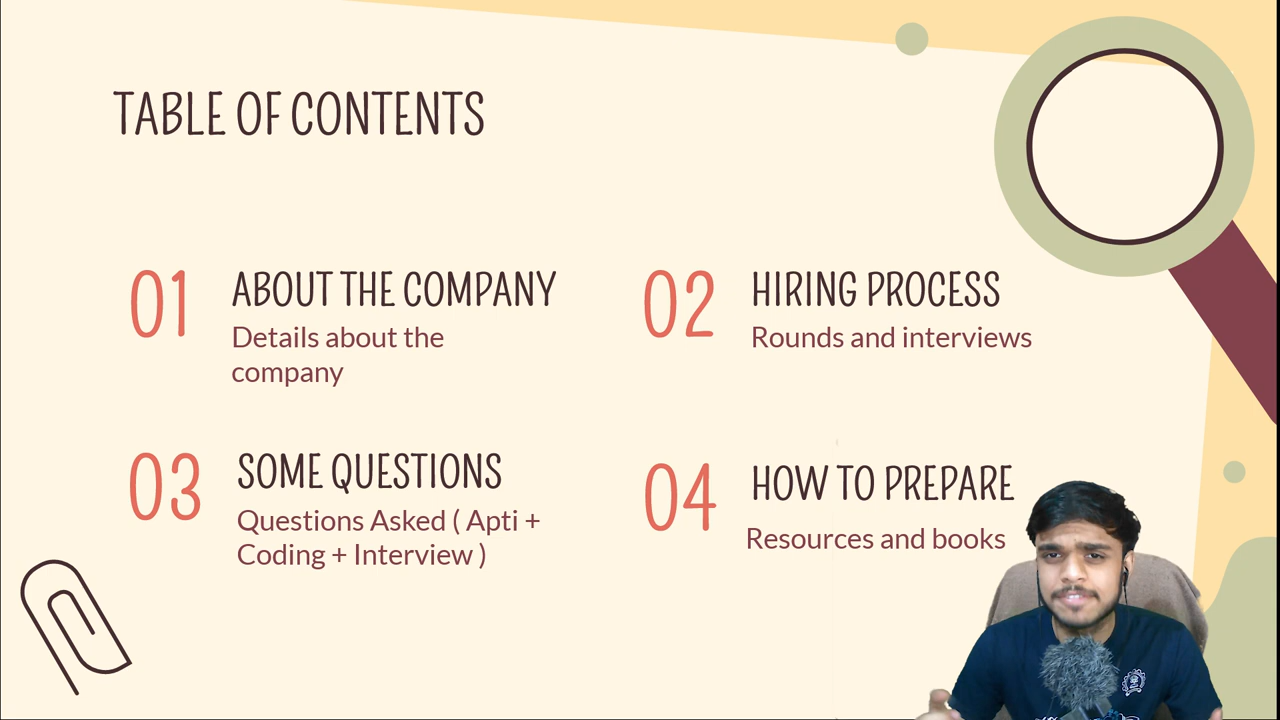 TABLE OF CONTENTS
01
ABOUT THE COMPANY
Details about the
company
02
HIRING PROCESS
Rounds and interviews
03
SOME QUESTIONS
Questions Asked ( Apti +
Coding + Interview )
04
HOW TO PREPARE
Resources and books